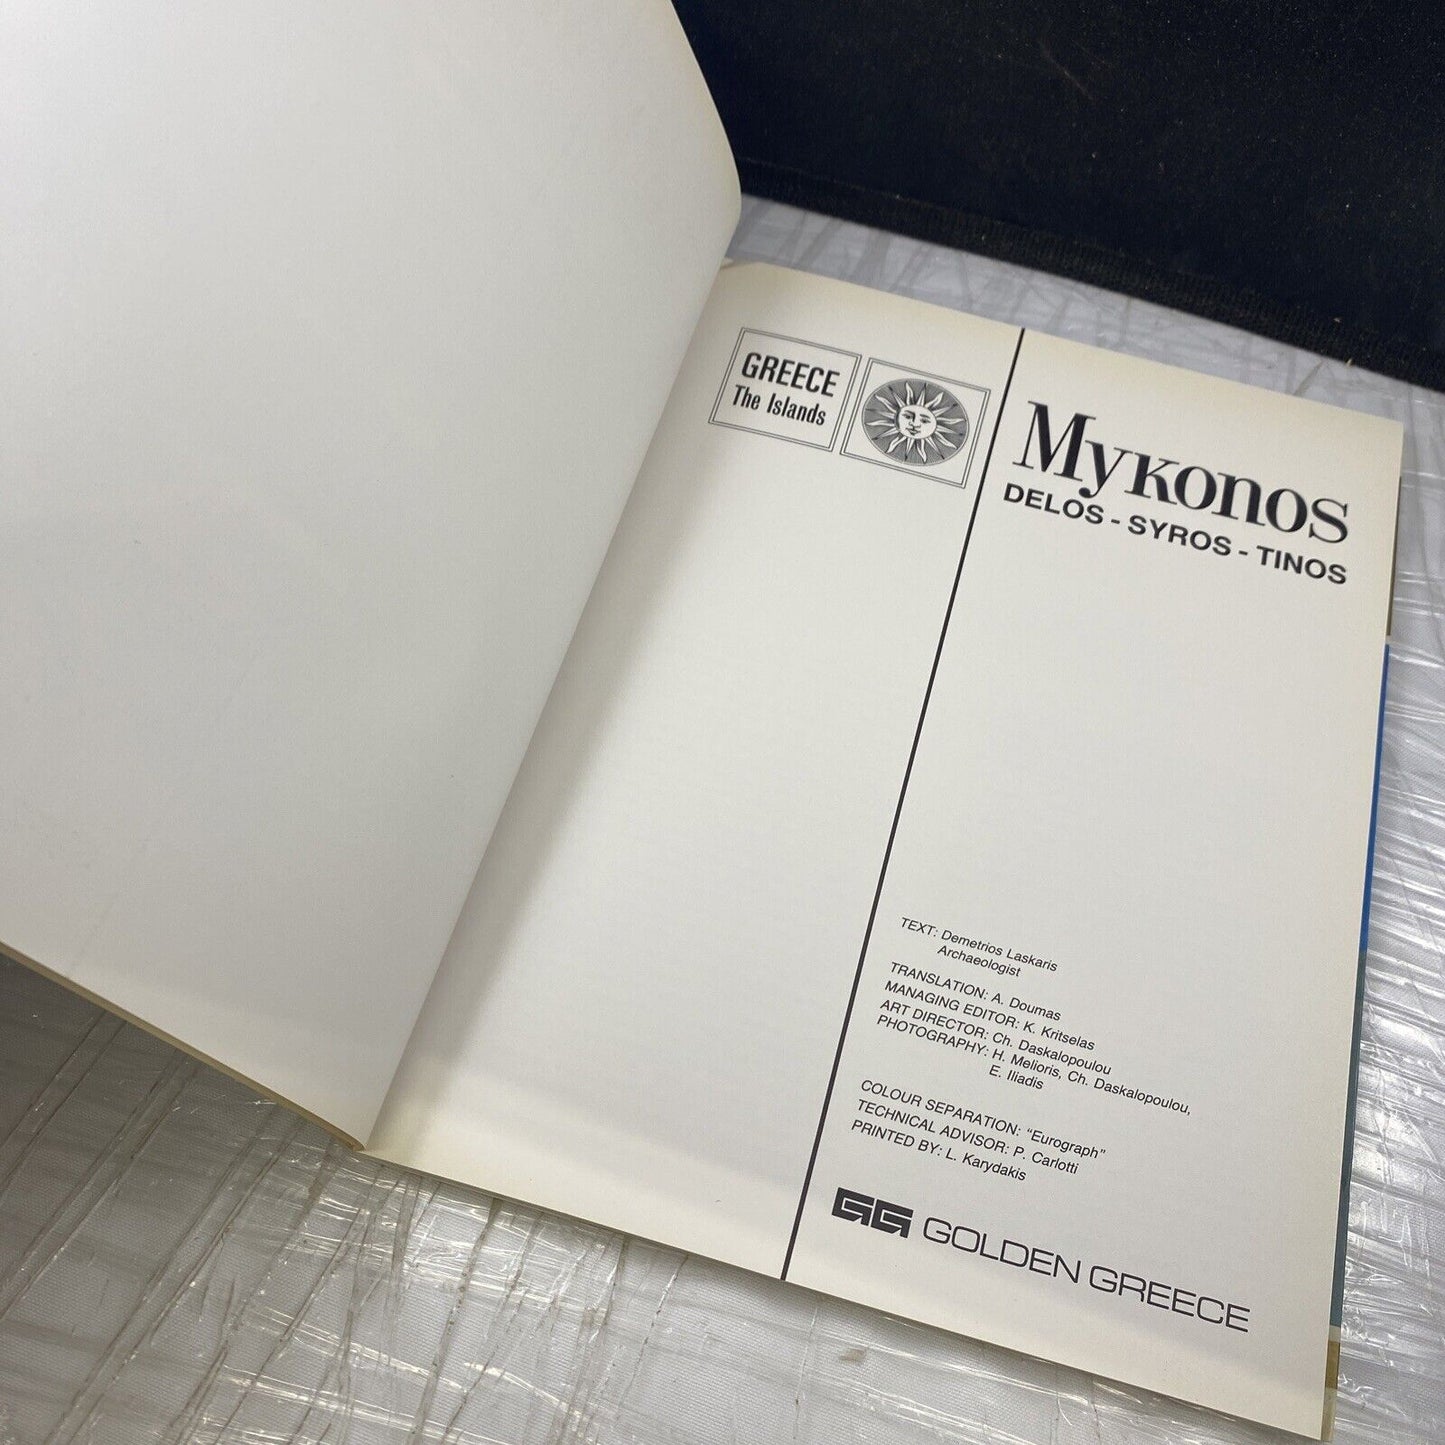 GREECE
The Islands
Mykonos
DELOS - SYROS - TINOS
TEXT: Demetrios Laskaris
Archaeologist
TRANSLATION: A. Doumas
MANAGING EDITOR: K. Kritselas
ART DIRECTOR: Ch. Daskalopoulou
PHOTOGRAPHY: H. Melioris, Ch. Daskalopoulou,
E. Iliadis
COLOUR SEPARATION: "Eurograph"
TECHNICAL ADVISOR: P. Carlotti
PRINTED BY: L. Karydakis
GG GOLDEN GREECE